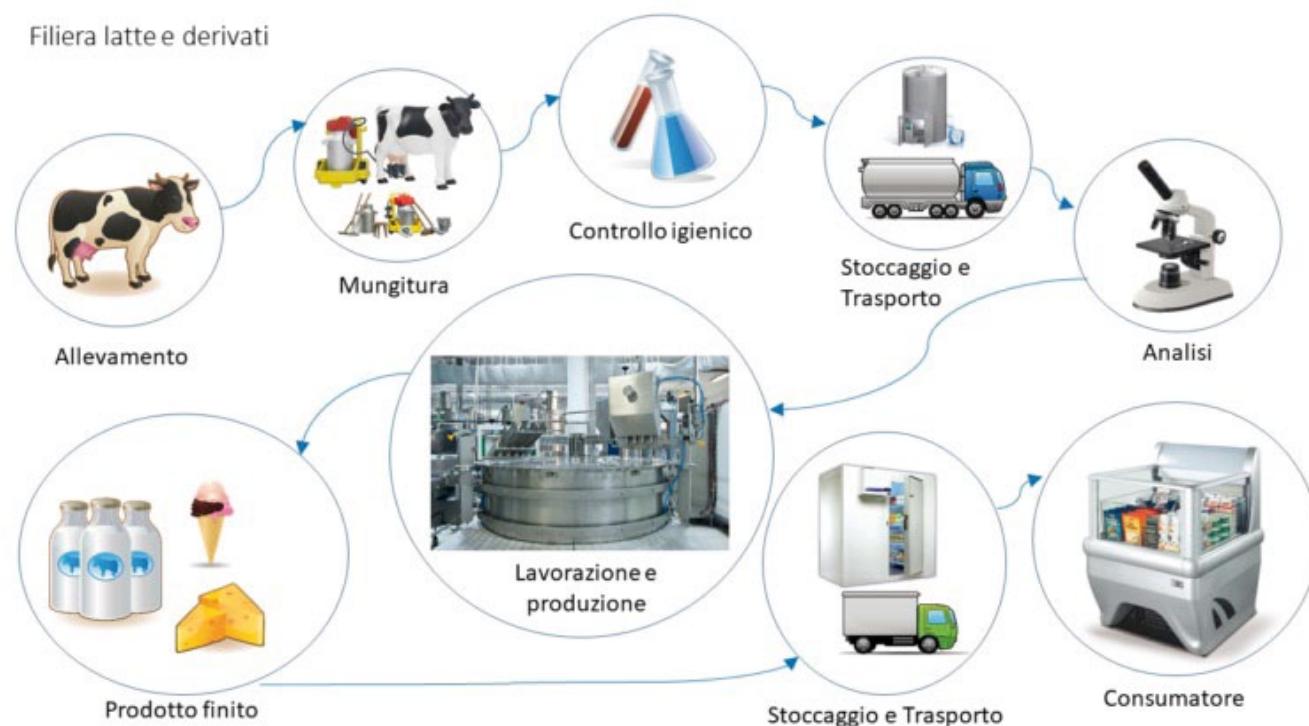 Filiera latte e derivati
Allevamento
Mungitura
Controllo igienico
Stoccaggio e
Trasporto
Analisi
Lavorazione e
produzione
Prodotto finito
Stoccaggio e Trasporto
Consumatore